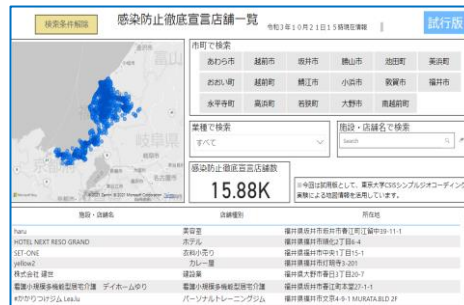 検索条件解除
感染防止徹底宣言店舗一覧
令和3年10月21日15時現在情報
試行版
市町で検索
あわら市 越前市 坂井市 勝山市 池田町 美浜町
おおい町 越前町 鯖江市 小浜市 敦賀市 福井市
永平寺町 高浜町 若狭町 大野市 南越前町
業種で検索
すべて
施設・店舗名で検索
Search
感染防止徹底宣言店舗数
15.88K
※今回は試用版として、東京大学CSISシンプルジオコーディング
実験による地図情報を活用しています。
施設・店舗名 店舗種別 所在地
haru 美容室 福井県坂井市坂井市春江町江留中39-11-1
HOTEL NEXT RESO GRAND ホテル 福井県福井市順化2丁目6-4
SET-ONE 衣料小売り 福井県福井市中央1丁目15-1
yellow2 カレー屋 福井県福井市灯明寺3-201
株式会社 建世 建設業 福井県大野市春日3丁目20-7
看護小規模多機能型居宅介護 デイホームゆり 看護小規模多機能型居宅介護 福井県福井市春江町本堂27-1-1
#かかりつけジム Lea.lu パーソナルトレーニングジム 福井県福井市文京4-9-1 MURATA.BLD 2F